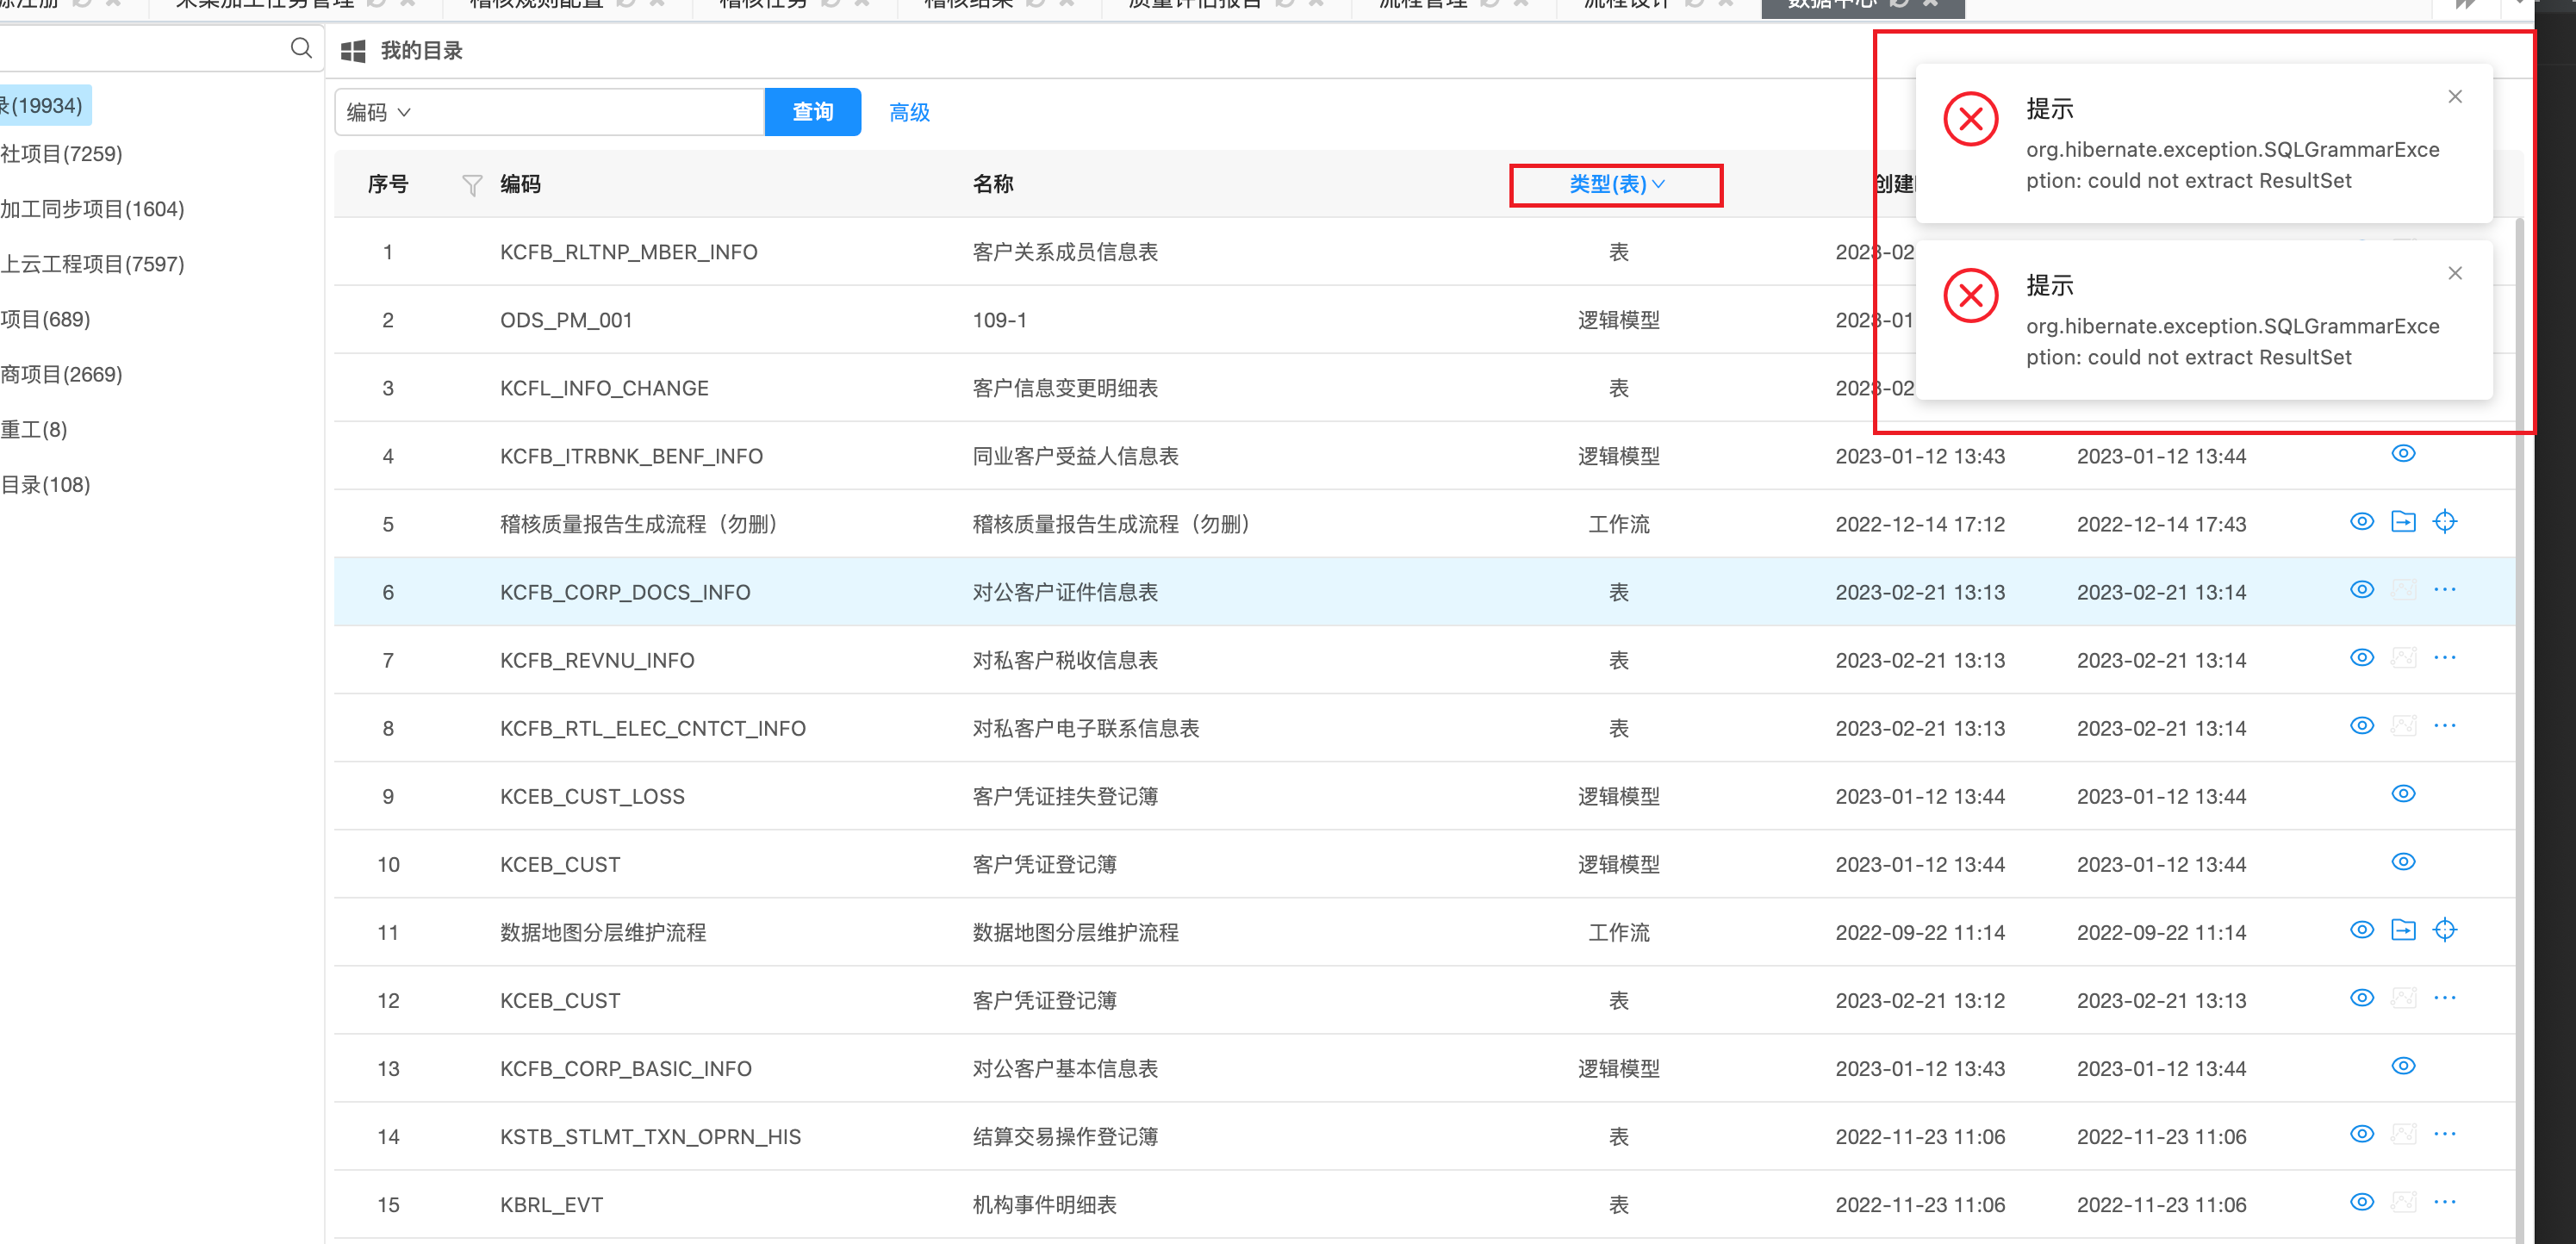 稽核规则配置
稽核任务
稽核结果
质量评估报告
流程管理
流程设计
数据中心
我的目录
录(19934)
社项目(7259)
加工同步项目(1604)
上云工程项目(7597)
项目(689)
商项目(2669)
重工(8)
目录(108)
编码 查询 高级
序号 编码 名称 类型(表) 创建
1 KCFB_RLTNP_MBER_INFO 客户关系成员信息表 表 2023-02
2 ODS_PM_001 109-1 逻辑模型 2023-01
3 KCFL_INFO_CHANGE 客户信息变更明细表 表 2023-02
4 KCFB_ITRBNK_BENF_INFO 同业客户受益人信息表 逻辑模型 2023-01-12 13:43 2023-01-12 13:44
5 稽核质量报告生成流程（勿删） 稽核质量报告生成流程（勿删） 工作流 2022-12-14 17:12 2022-12-14 17:43
6 KCFB_CORP_DOCS_INFO 对公客户证件信息表 表 2023-02-21 13:13 2023-02-21 13:14
7 KCFB_REVNU_INFO 对私客户税收信息表 表 2023-02-21 13:13 2023-02-21 13:14
8 KCFB_RTL_ELEC_CNTCT_INFO 对私客户电子联系信息表 表 2023-02-21 13:13 2023-02-21 13:14
9 KCEB_CUST_LOSS 客户凭证挂失登记簿 逻辑模型 2023-01-12 13:44 2023-01-12 13:44
10 KCEB_CUST 客户凭证登记簿 逻辑模型 2023-01-12 13:44 2023-01-12 13:44
11 数据地图分层维护流程 数据地图分层维护流程 工作流 2022-09-22 11:14 2022-09-22 11:14
12 KCEB_CUST 客户凭证登记簿 表 2023-02-21 13:12 2023-02-21 13:13
13 KCFB_CORP_BASIC_INFO 对公客户基本信息表 逻辑模型 2023-01-12 13:43 2023-01-12 13:44
14 KSTB_STLMT_TXN_OPRN_HIS 结算交易操作登记簿 表 2022-11-23 11:06 2022-11-23 11:06
15 KBRL_EVT 机构事件明细表 表 2022-11-23 11:06 2022-11-23 11:06
提示
org.hibernate.exception.SQLGrammarExce
ption: could not extract ResultSet
提示
org.hibernate.exception.SQLGrammarExce
ption: could not extract ResultSet